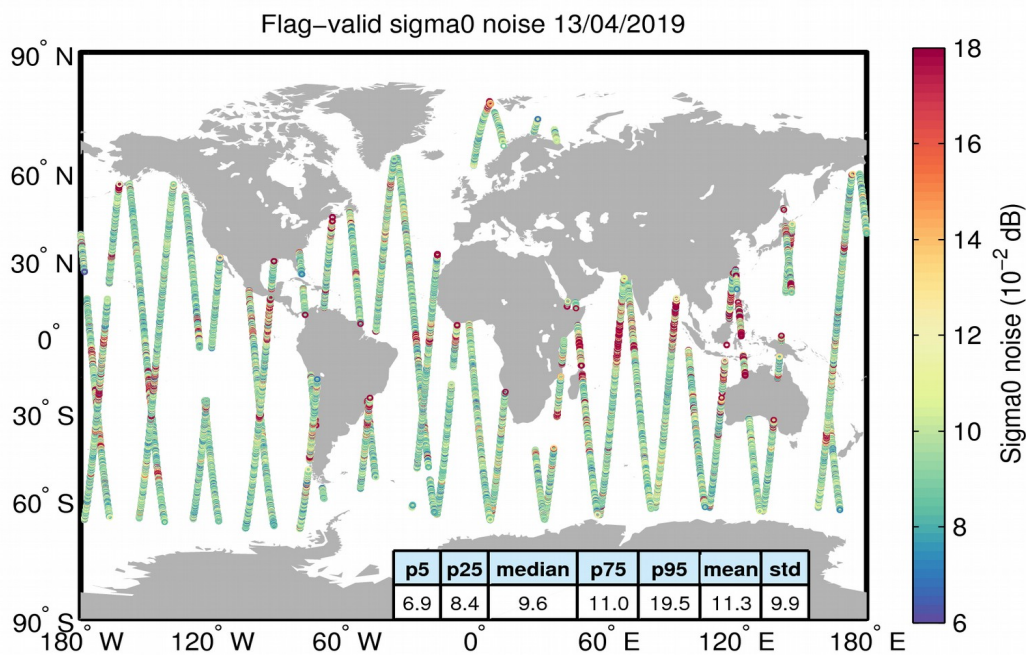 Flag−valid sigma0 noise 13/04/2019
90° N
60° N
30° N
0°
30° S
60° S
90° S
180° W
120° W
60° W
0°
60° E
120° E
180° E
p5 p25 median p75 p95 mean std
6.9 8.4 9.6 11.0 19.5 11.3 9.9
18
16
14
12
10
8
6
Sigma0 noise (10⁻² dB)